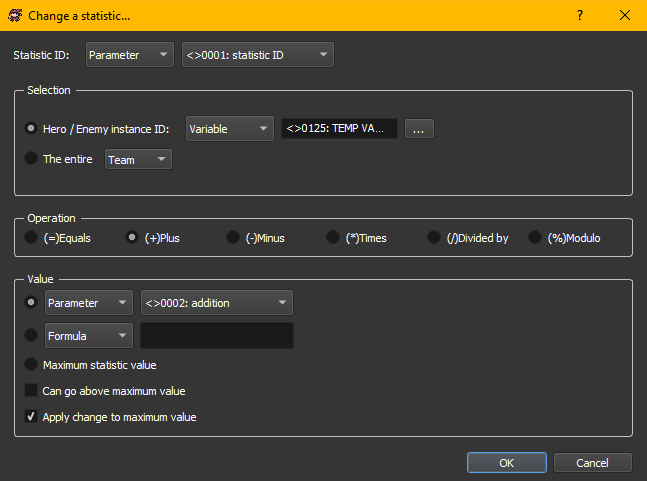 Change a statistic...
?
Statistic ID: Parameter <>0001: statistic ID
Selection
Hero / Enemy instance ID: Variable <>0125: TEMP VA... ...
The entire Team
Operation
(=)Equals (+)Plus (-)Minus (*)Times (/)Divided by (%)Modulo
Value
Parameter <>0002: addition
Formula
Maximum statistic value
Can go above maximum value
Apply change to maximum value
OK Cancel